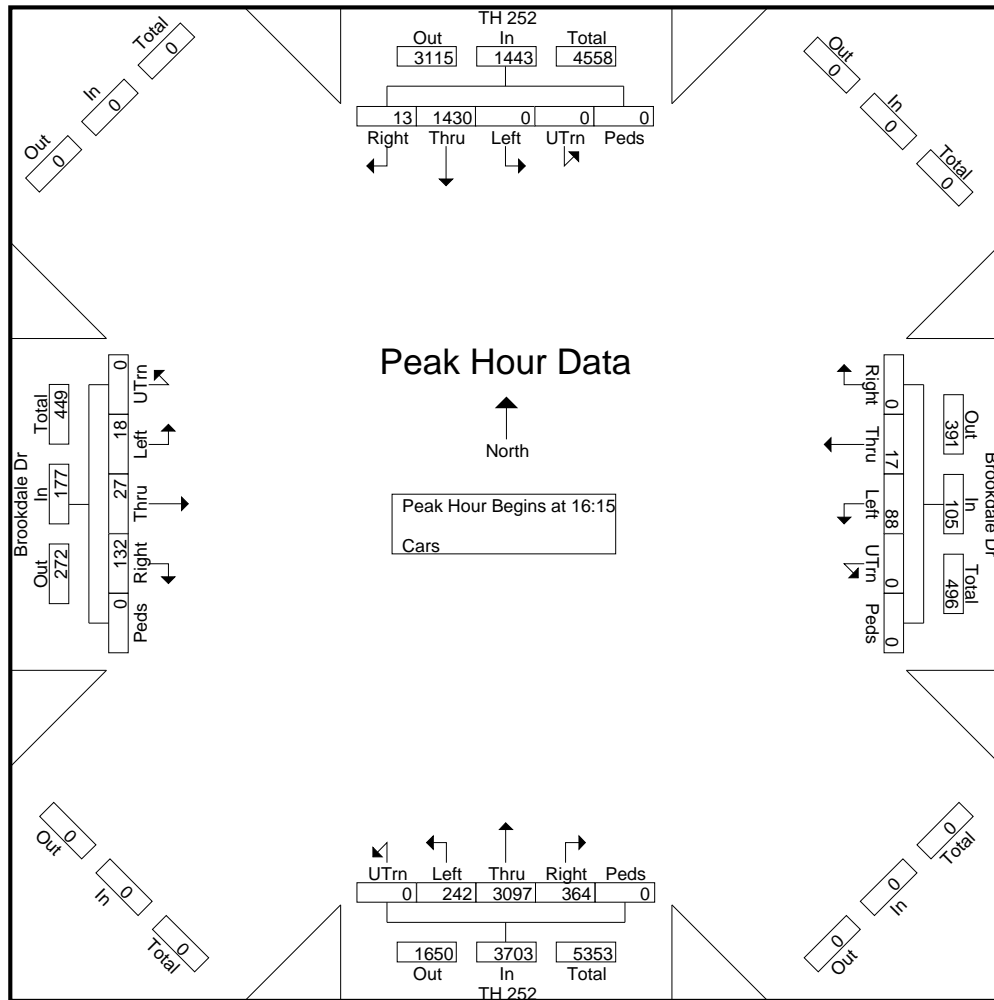 TH 252
Out In Total
3115 1443 4558
13 1430 0 0 0
Right Thru Left UTrn Peds
Total
0
In
0
Out
0
Out
0
In
0
Total
0
Peak Hour Data
North
Peak Hour Begins at 16:15
Cars
Brookdale Dr
Total In Out
449 177 272
0 18 27 132 0
UTrn Left Thru Right Peds
Right Thru Left UTrn Peds
0 17 88 0 0
Out In Total
391 105 496
Brookdale Dr
Out
0
In
0
Total
0
Total
0
In
0
Out
0
UTrn Left Thru Right Peds
0 242 3097 364 0
1650 3703 5353
Out In Total
TH 252